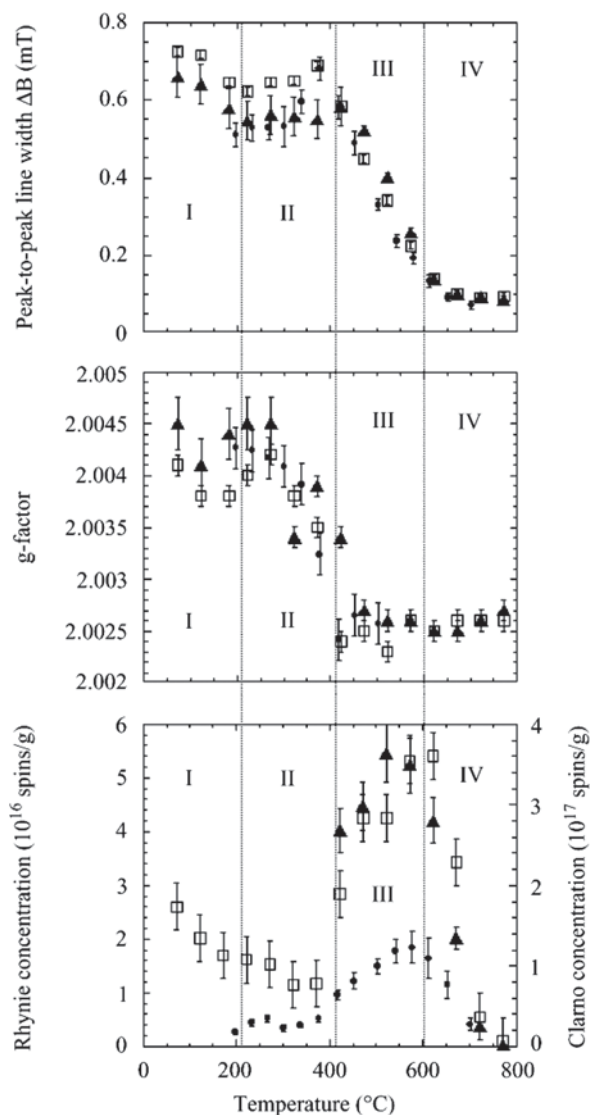 Peak-to-peak line width ΔB (mT)
0.8
0.6
0.4
0.2
0
I
II
III
IV
g-factor
2.005
2.0045
2.004
2.0035
2.003
2.0025
2.002
I
II
III
IV
Rhynie concentration (10¹⁶ spins/g)
6
5
4
3
2
1
0
I
II
III
IV
4
3
2
1
0
Clarno concentration (10¹⁷ spins/g)
0 200 400 600 800
Temperature (°C)